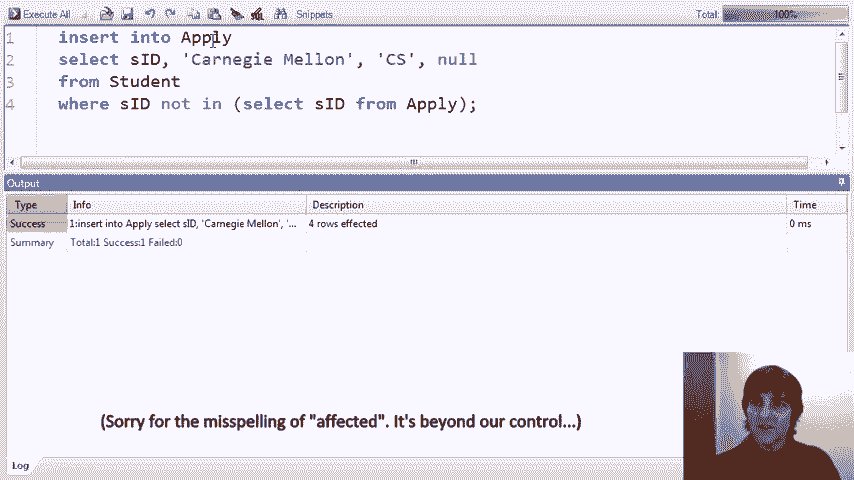 Execute All Snippets Total: 100%
1 insert into Apply
2 select sID, 'Carnegie Mellon', 'CS', null
3 from Student
4 where sID not in (select sID from Apply);
Output
Type Info Description Time
Success 1:insert into Apply select sID, 'Carnegie Mellon', '... 4 rows effected 0 ms
Summary Total:1 Success:1 Failed:0
(Sorry for the misspelling of "affected". It's beyond our control...)
Log